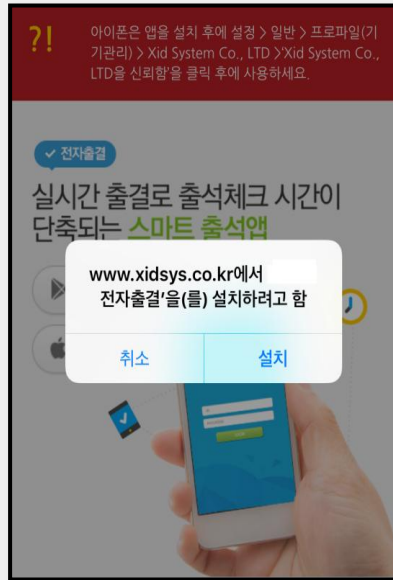 ?!
아이폰은 앱을 설치 후에 설정 > 일반 > 프로파일(기
기관리) > Xid System Co., LTD >'Xid System Co.,
LTD을 신뢰함'을 클릭 후에 사용하세요.
전자출결
실시간 출결로 출석체크 시간이
단축되는 스마트 출석앱
www.xidsys.co.kr에서
전자출결'을(를) 설치하려고 함
취소
설치